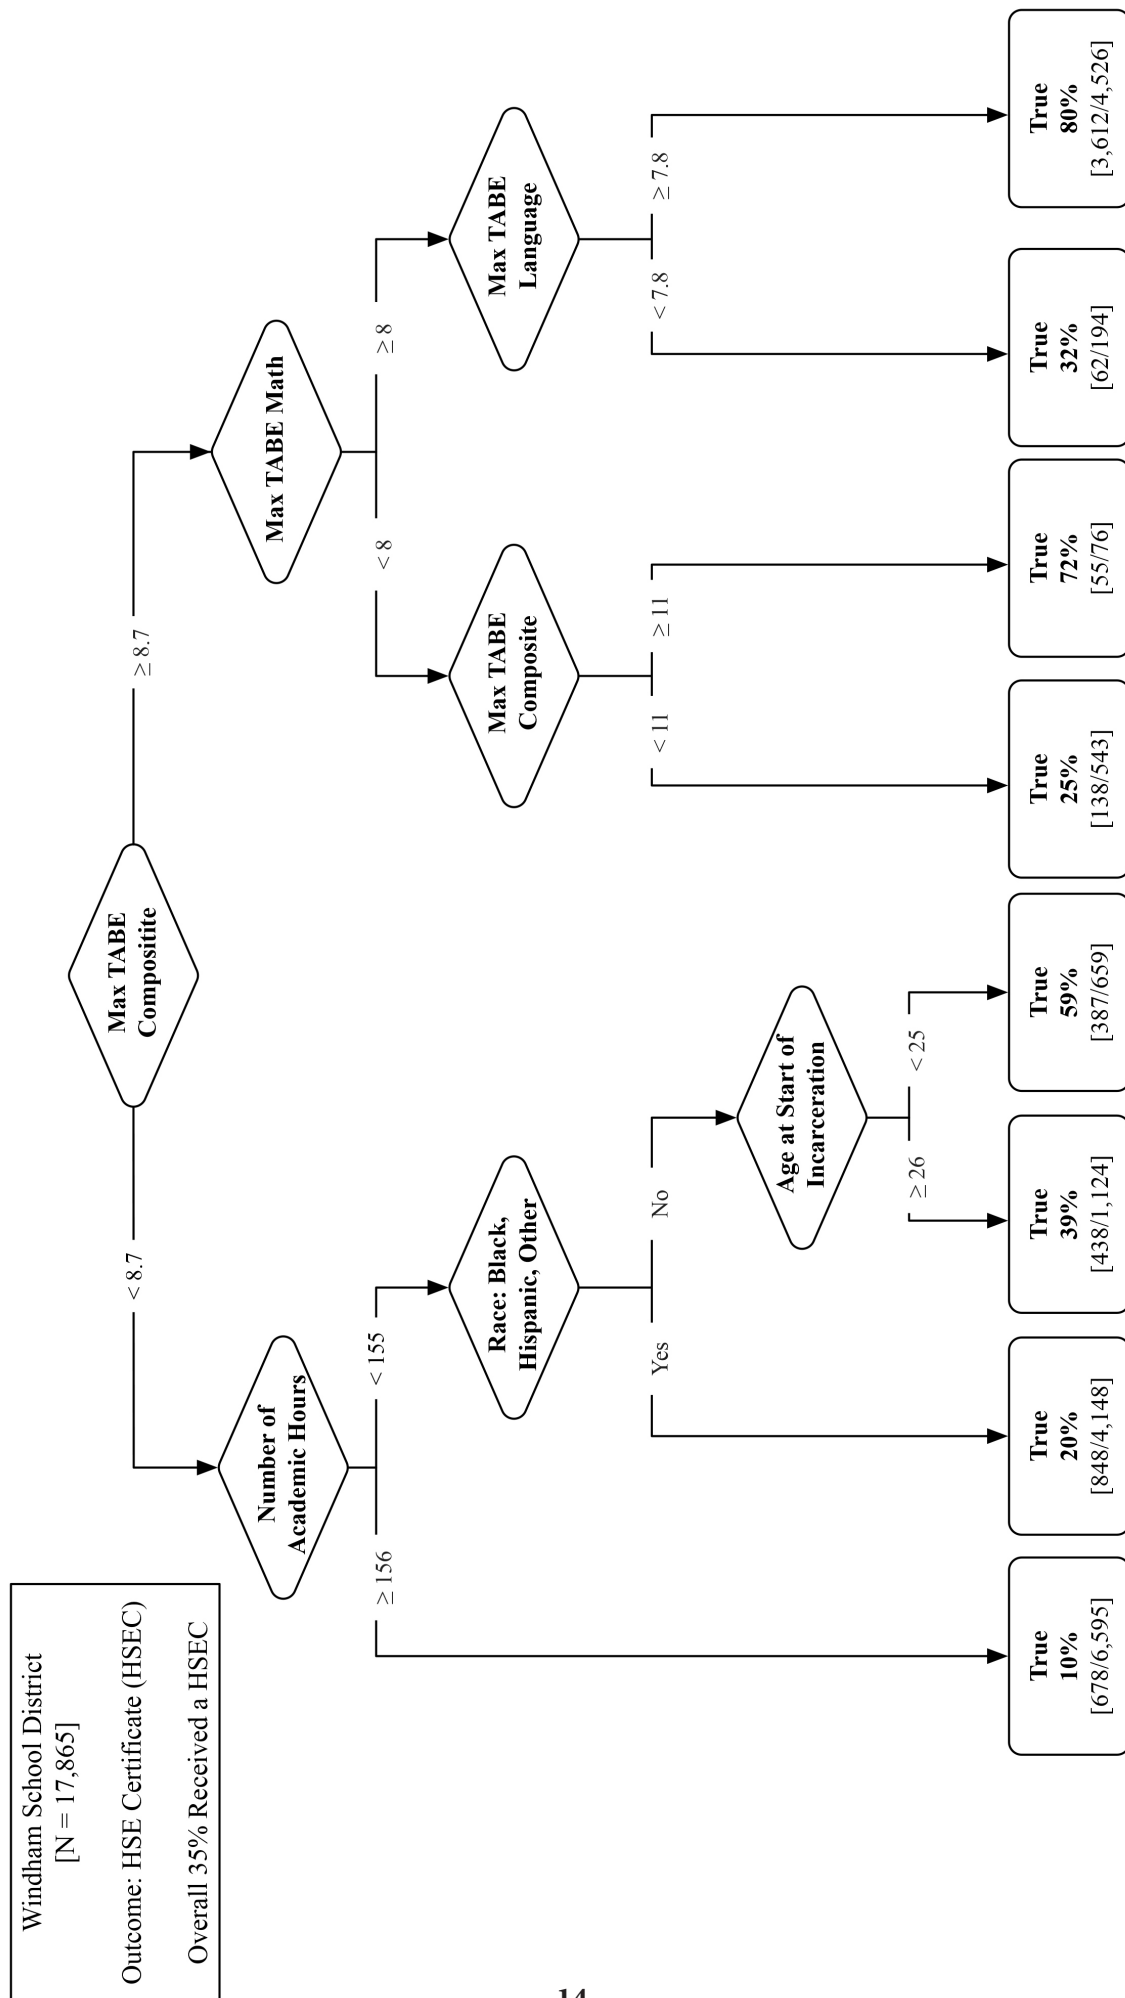 Windham School District
[N = 17,865]
Outcome: HSE Certificate (HSEC)
Overall 35% Received a HSEC
Max TABE
Compositite
< 8.7
≥ 8.7
Number of
Academic Hours
Max TABE Math
≥ 156
< 155
< 8
≥ 8
Race: Black,
Hispanic, Other
Max TABE
Composite
Max TABE
Language
Yes
No
< 11
≥ 11
< 7.8
≥ 7.8
Age at Start of
Incarceration
≥ 26
< 25
True
10%
[678/6,595]
True
20%
[848/4,148]
True
39%
[438/1,124]
True
59%
[387/659]
True
25%
[138/543]
True
72%
[55/76]
True
32%
[62/194]
True
80%
[3,612/4,526]